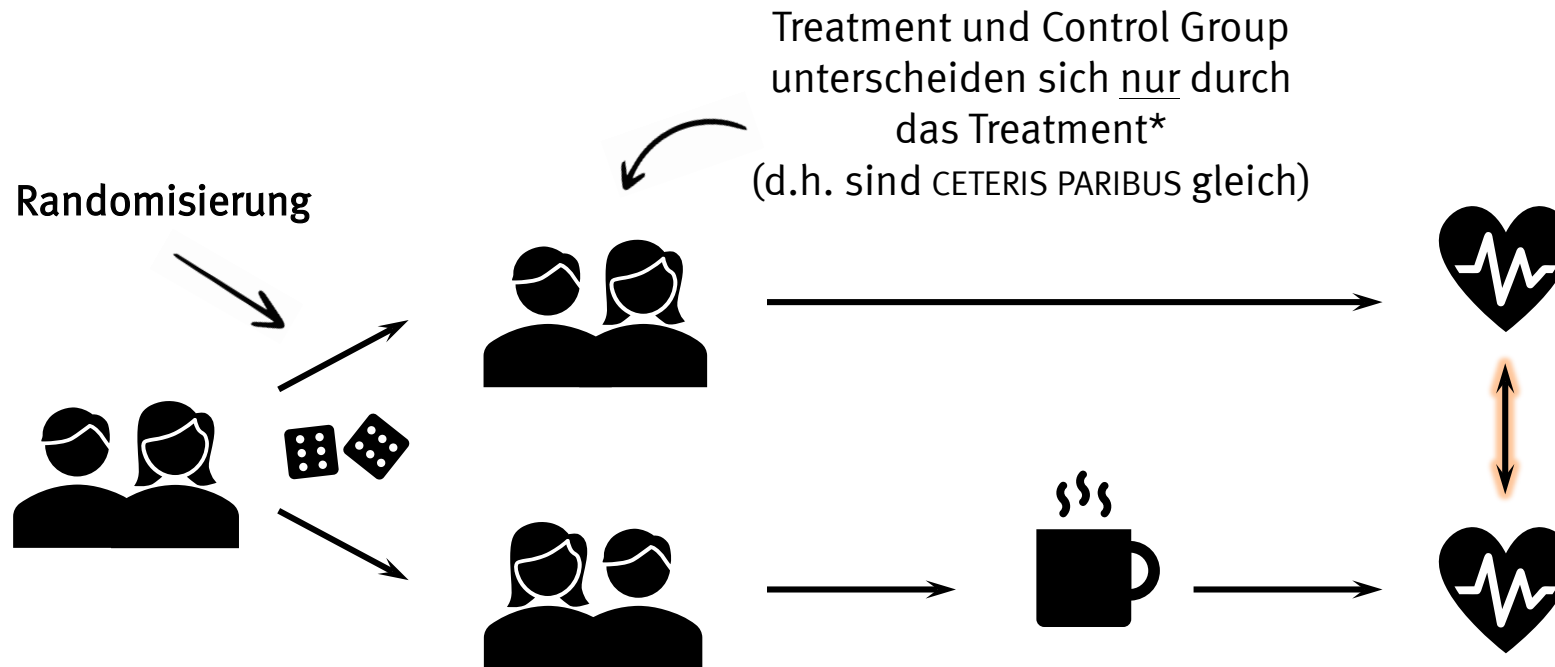 Treatment und Control Group
unterscheiden sich nur durch
das Treatment*
(d.h. sind CETERIS PARIBUS gleich)
Randomisierung